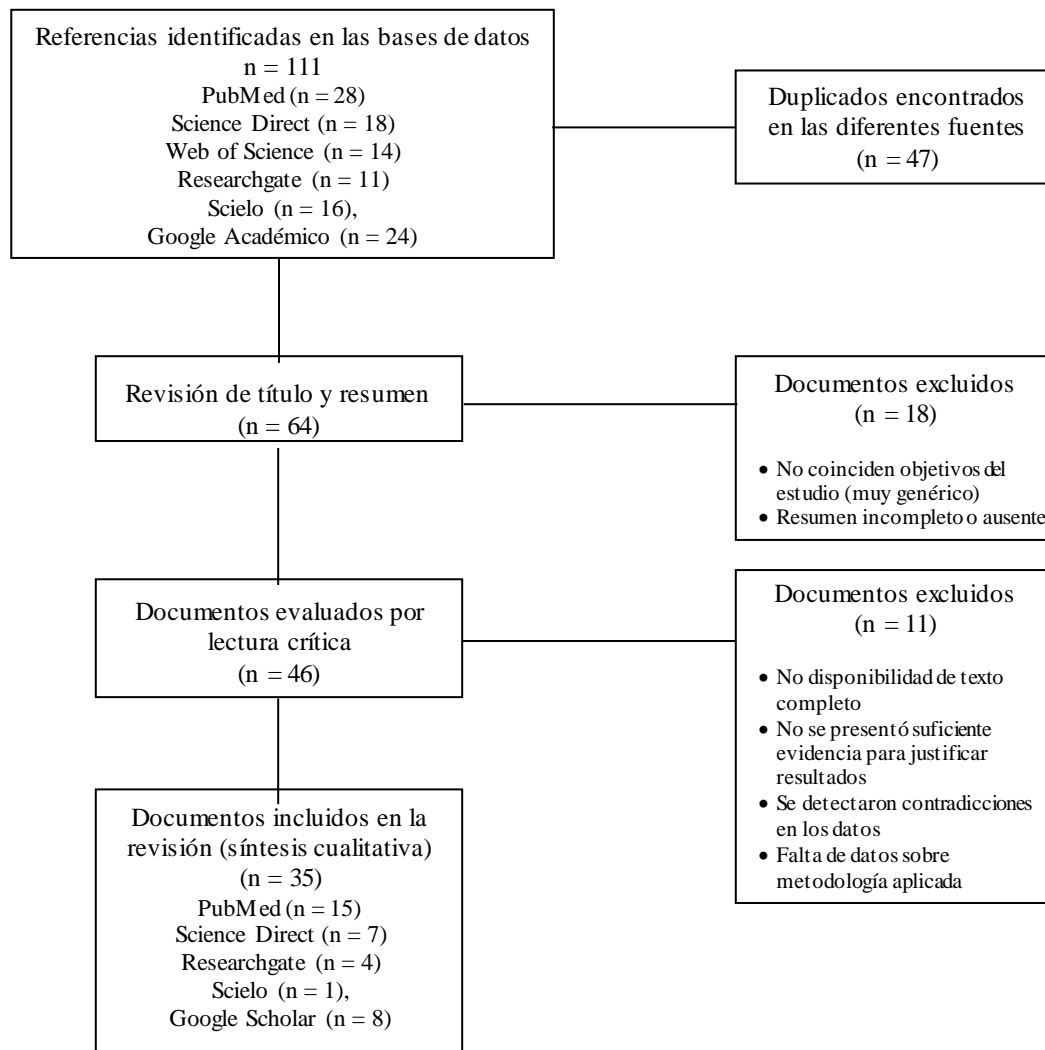 Referencias identificadas en las bases de datos
n = 111
PubMed (n = 28)
Science Direct (n = 18)
Web of Science (n = 14)
Researchgate (n = 11)
Scielo (n = 16),
Google Académico (n = 24)
Duplicados encontrados
en las diferentes fuentes
(n = 47)
Revisión de título y resumen
(n = 64)
Documentos excluidos
(n = 18)
• No coinciden objetivos del
estudio (muy genérico)
• Resumen incompleto o ausente
Documentos evaluados por
lectura crítica
(n = 46)
Documentos excluidos
(n = 11)
• No disponibilidad de texto
completo
• No se presentó suficiente
evidencia para justificar
resultados
• Se detectaron contradicciones
en los datos
• Falta de datos sobre
metodología aplicada
Documentos incluidos en la
revisión (síntesis cualitativa)
(n = 35)
PubMed (n = 15)
Science Direct (n = 7)
Researchgate (n = 4)
Scielo (n = 1),
Google Scholar (n = 8)